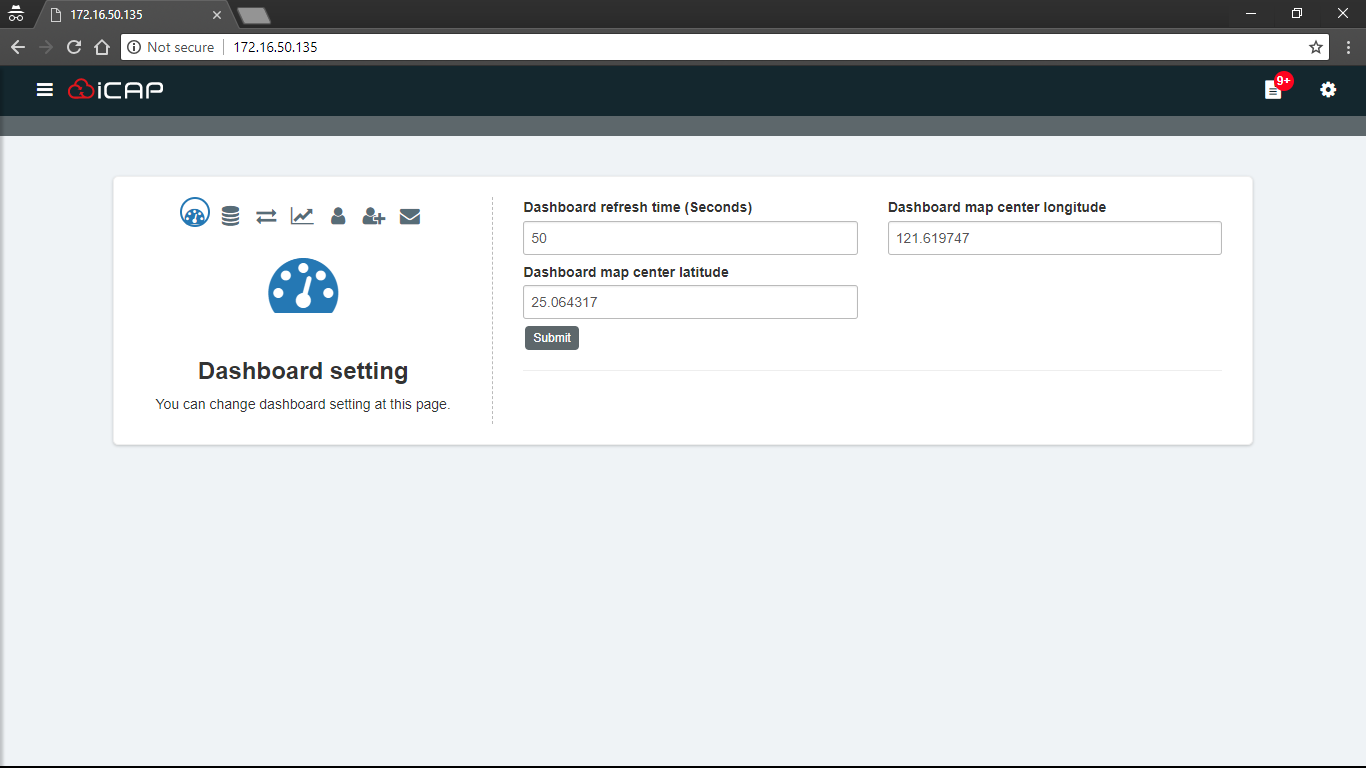 172.16.50.135
Not secure 172.16.50.135
iCAP
9+
Dashboard setting
You can change dashboard setting at this page.
Dashboard refresh time (Seconds)
50
Dashboard map center longitude
121.619747
Dashboard map center latitude
25.064317
Submit